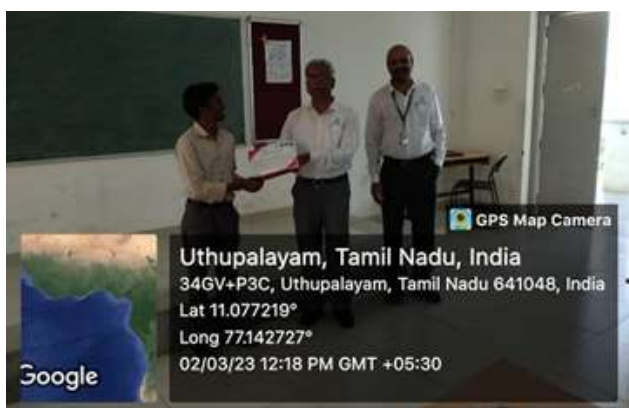 GPS Map Camera
Uthupalayam, Tamil Nadu, India
34GV+P3C, Uthupalayam, Tamil Nadu 641048, India
Lat 11.077219°
Long 77.142727°
02/03/23 12:18 PM GMT +05:30
Google